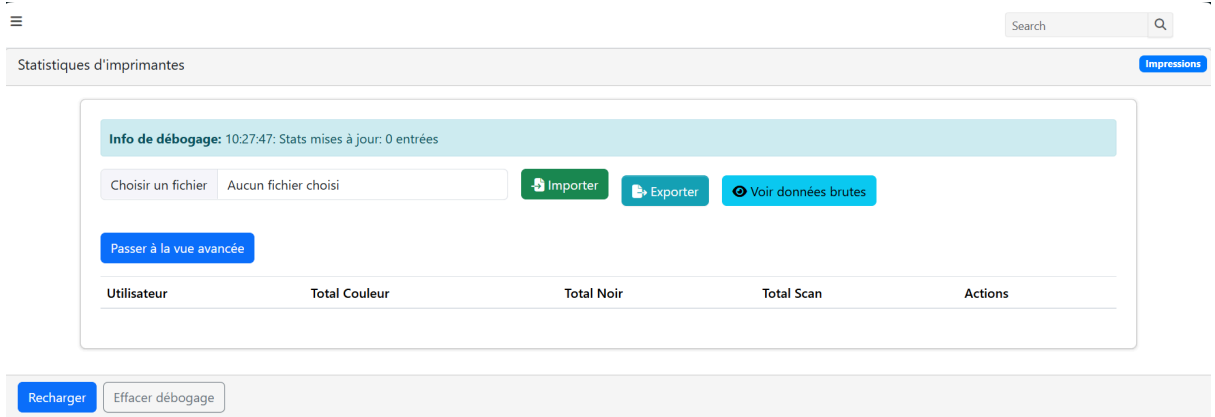 Search
Statistiques d'imprimantes
Impressions
Info de débogage: 10:27:47: Stats mises à jour: 0 entrées
Choisir un fichier Aucun fichier choisi
Importer
Exporter
Voir données brutes
Passer à la vue avancée
Utilisateur Total Couleur Total Noir Total Scan Actions
Recharger
Effacer débogage